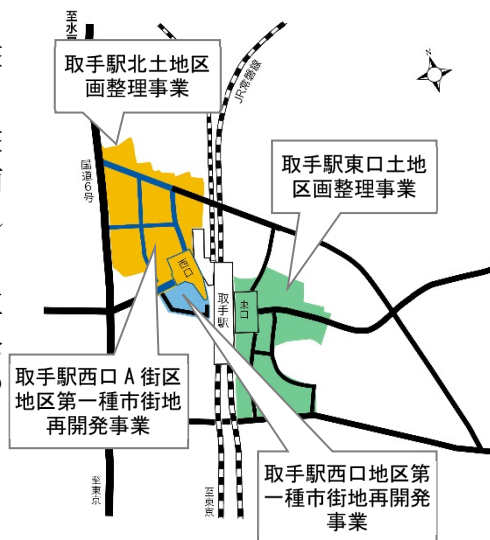 至水戸
取手駅北土地区
画整理事業
JR常磐線
国道6号
取手駅東口土地
区画整理事業
西口
取手駅
東口
取手駅西口 A 街区
地区第一種市街地
再開発事業
取手駅西口地区第
一種市街地再開発
事業
至東京
至東京